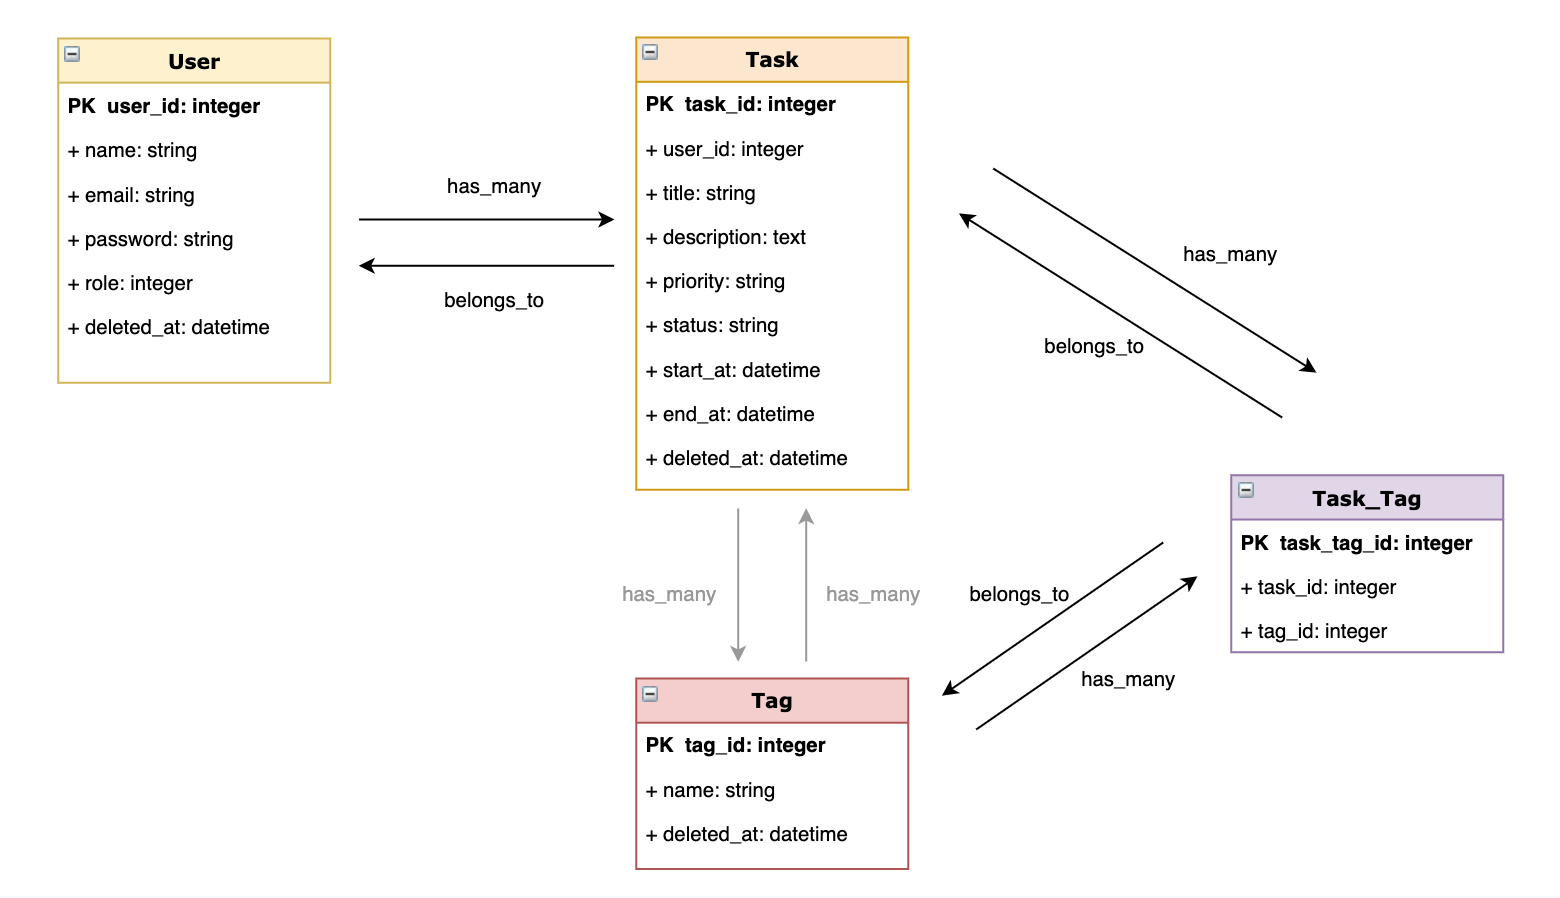 User
PK user_id: integer
+ name: string
+ email: string
+ password: string
+ role: integer
+ deleted_at: datetime
has_many
belongs_to
Task
PK task_id: integer
+ user_id: integer
+ title: string
+ description: text
+ priority: string
+ status: string
+ start_at: datetime
+ end_at: datetime
+ deleted_at: datetime
has_many
belongs_to
Task_Tag
PK task_tag_id: integer
+ task_id: integer
+ tag_id: integer
has_many
has_many
belongs_to
has_many
Tag
PK tag_id: integer
+ name: string
+ deleted_at: datetime